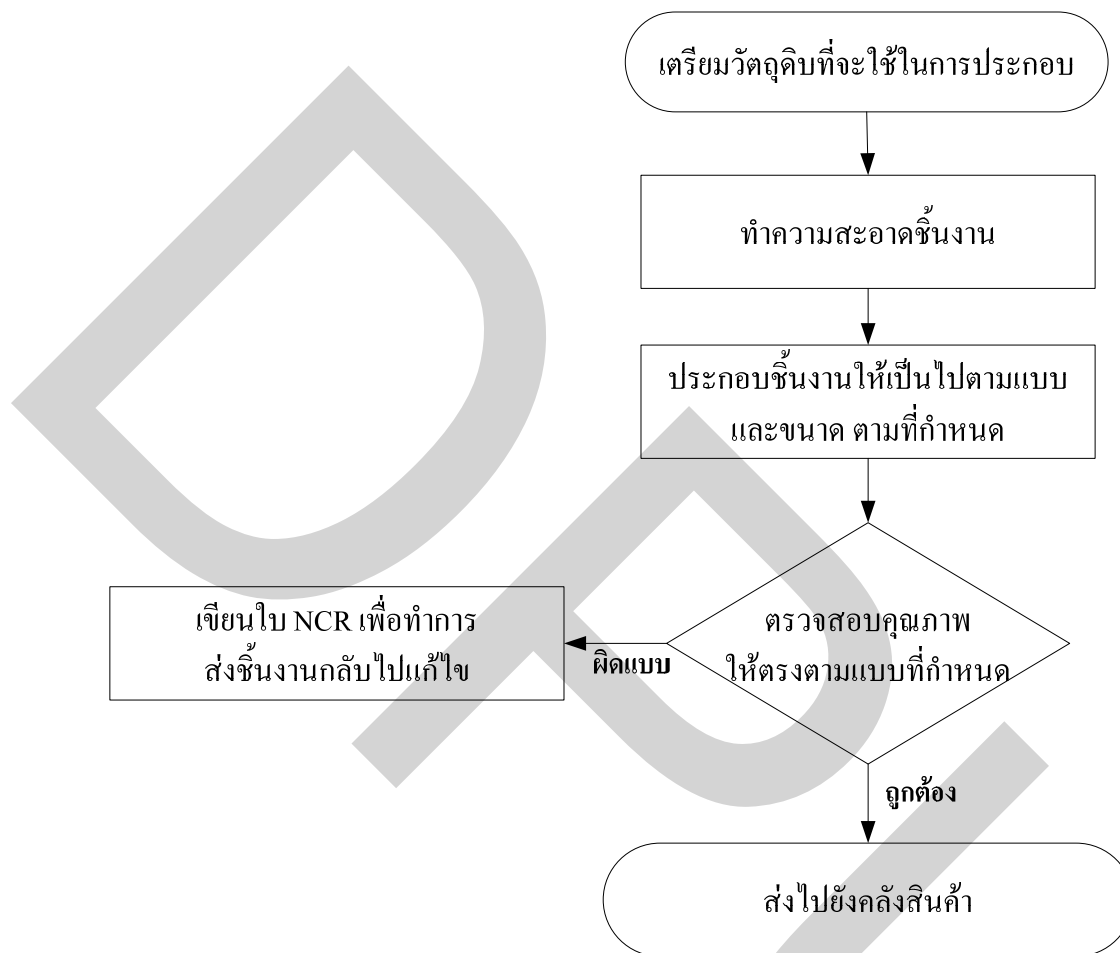 เตรียมวัตถุดิบที่จะใช้ในการประกอบ
ทำความสะอาดชิ้นงาน
ประกอบชิ้นงานให้เป็นไปตามแบบ
และขนาด ตามที่กำหนด
ตรวจสอบคุณภาพ
ให้ตรงตามแบบที่กำหนด
ผิดแบบ
เขียนใบ NCR เพื่อทำการ
ส่งชิ้นงานกลับไปแก้ไข
ถูกต้อง
ส่งไปยังคลังสินค้า